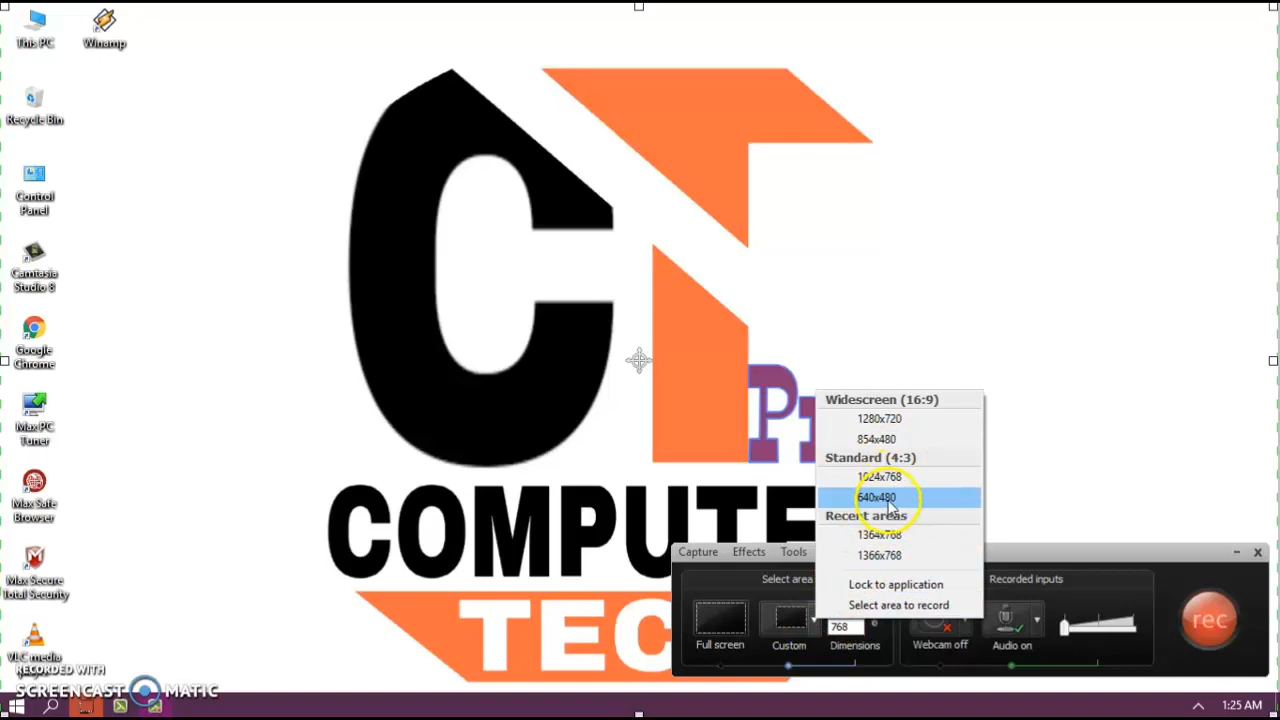 This PC
Winamp
Recycle Bin
Control
Panel
Camtasia
Studio 8
Google
Chrome
Max PC
Tuner
Max Safe
Browser
Max Secure
Total Security
VLC media
CT
COMPUTE
TEC
Widescreen (16:9)
1280x720
854x480
Standard (4:3)
1024x768
640x480
Recent areas
1364x768
1366x768
Lock to application
Select area to record
Capture Effects Tools
Select area
Recorded inputs
768
rec
Full screen Custom Dimensions Webcam off Audio on
RECORDED WITH
SCREENCAST MATIC
1:25 AM